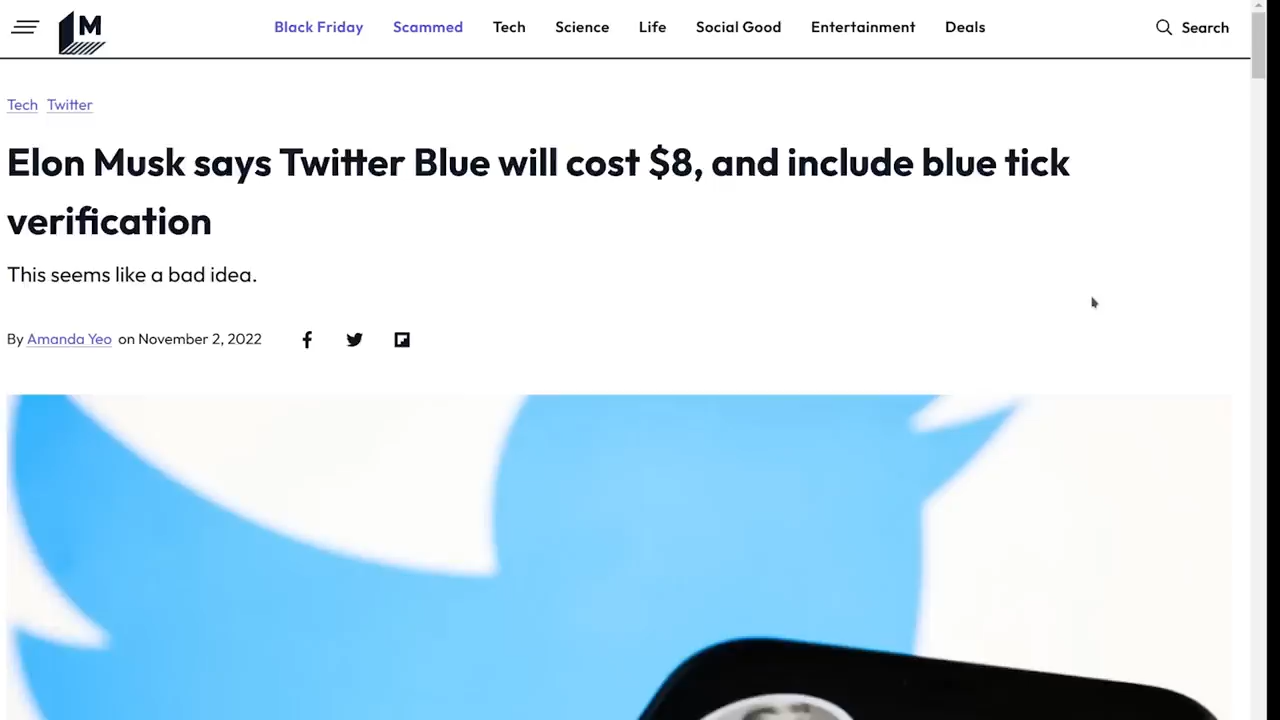 M
Black Friday Scammed Tech Science Life Social Good Entertainment Deals Search
Tech Twitter
Elon Musk says Twitter Blue will cost $8, and include blue tick
verification
This seems like a bad idea.
By Amanda Yeo on November 2, 2022